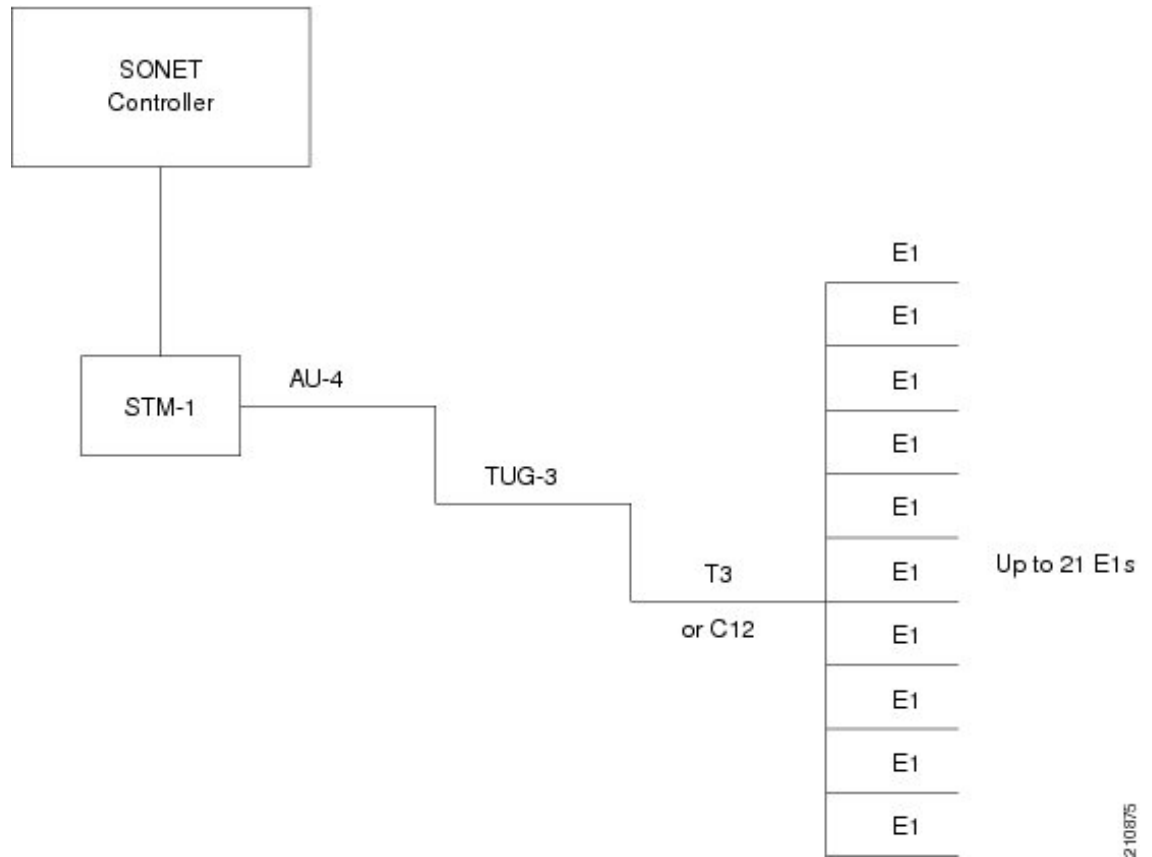 SONET
Controller
STM-1
AU-4
TUG-3
T3
or C12
E1
E1
E1
E1
E1
E1
E1
E1
E1
E1
Up to 21 E1s
210875